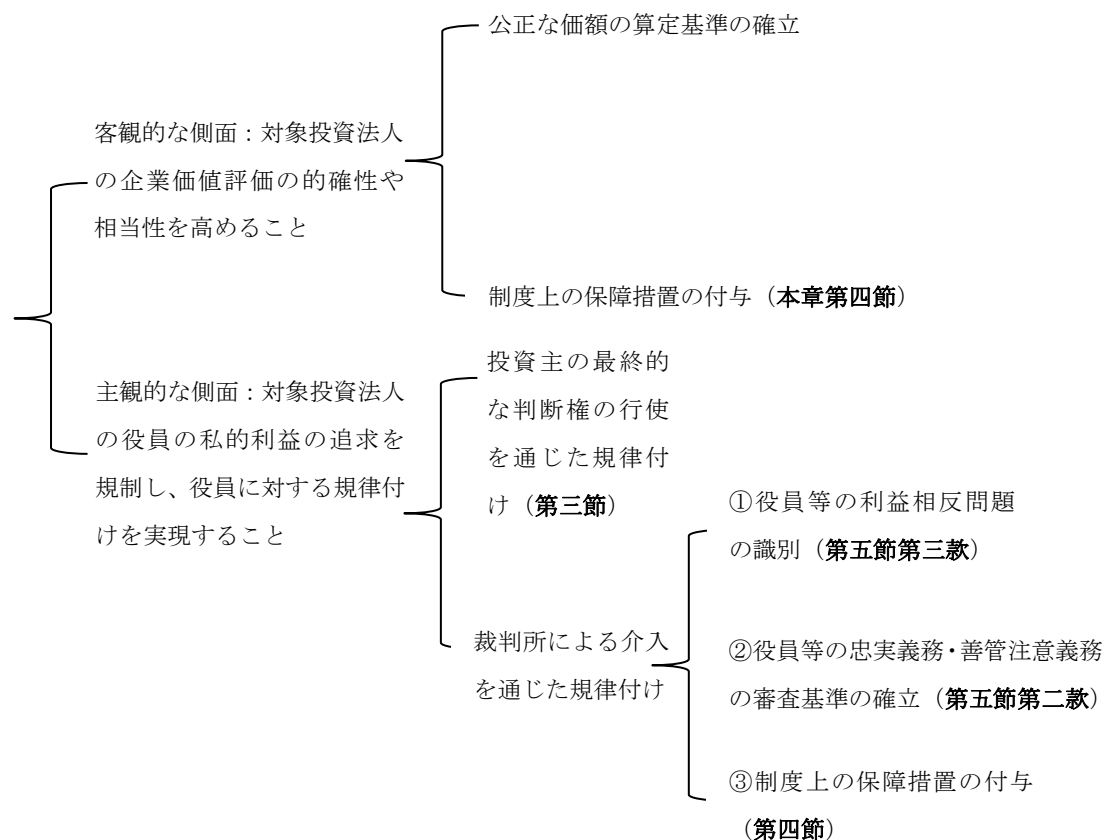 公正な価額の算定基準の確立
客観的な側面：対象投資法人
の企業価値評価の的確性や
相当性を高めること
制度上の保障措置の付与（本章第四節）
主観的な側面：対象投資法人
の役員の私的利益の追求を
規制し、役員に対する規律付
けを実現すること
投資主の最終的
な判断権の行使
を通じた規律付
け（第三節）
裁判所による介入
を通じた規律付け
①役員等の利益相反問題
の識別（第五節第三款）
②役員等の忠実義務・善管注意義務
の審査基準の確立（第五節第二款）
③制度上の保障措置の付与
（第四節）